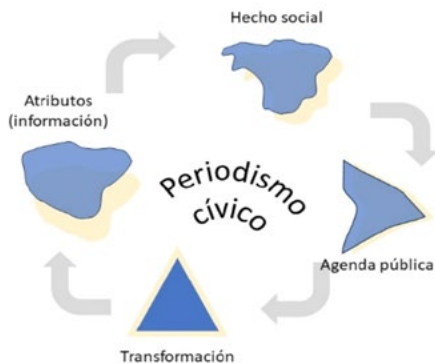 Hecho social
Atributos
(información)
Periodismo
cívico
Agenda pública
Transformación